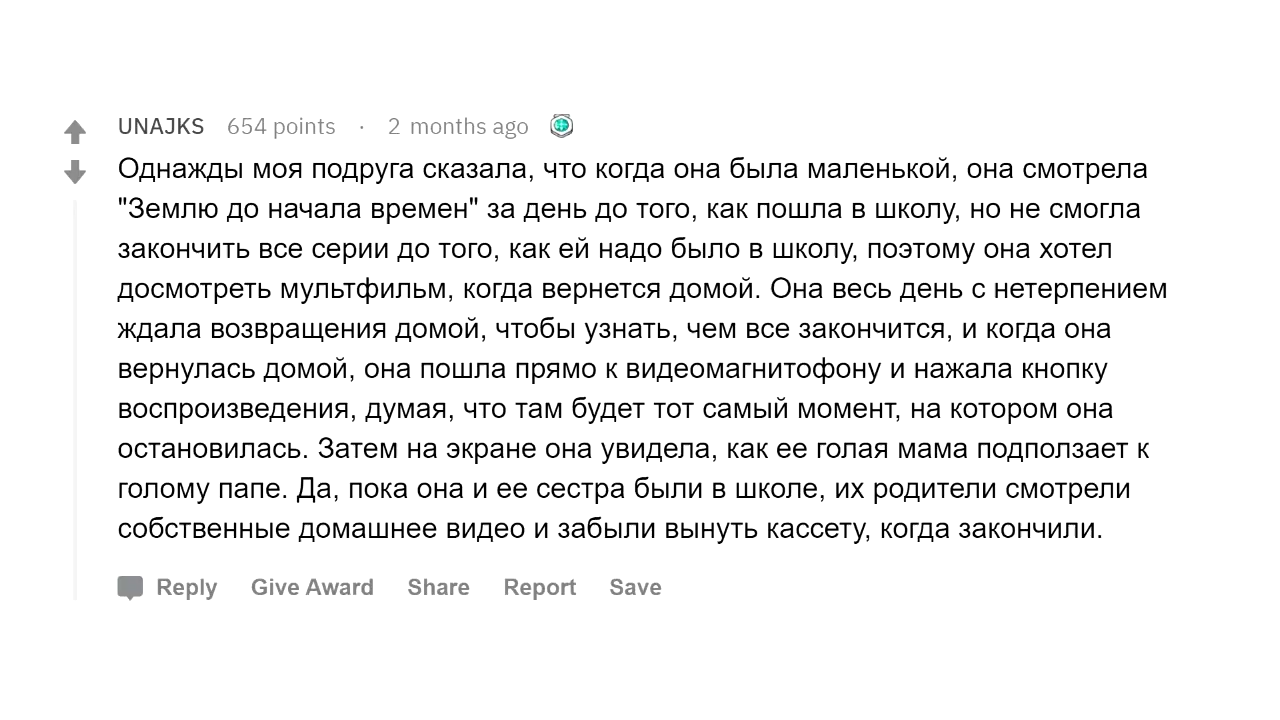 UNAJKS 654 points · 2 months ago
Однажды моя подруга сказала, что когда она была маленькой, она смотрела
"Землю до начала времен" за день до того, как пошла в школу, но не смогла
закончить все серии до того, как ей надо было в школу, поэтому она хотел
досмотреть мультфильм, когда вернется домой. Она весь день с нетерпением
ждала возвращения домой, чтобы узнать, чем все закончится, и когда она
вернулась домой, она пошла прямо к видеомагнитофону и нажала кнопку
воспроизведения, думая, что там будет тот самый момент, на котором она
остановилась. Затем на экране она увидела, как ее голая мама подползает к
голому папе. Да, пока она и ее сестра были в школе, их родители смотрели
собственные домашнее видео и забыли вынуть кассету, когда закончили.
Reply Give Award Share Report Save